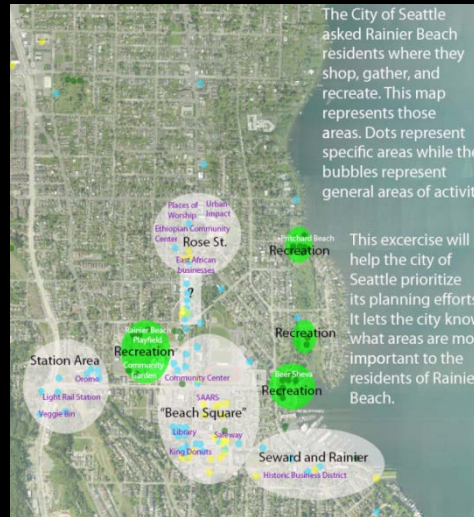 The City of Seattle
asked Rainier Beach
residents where they
shop, gather, and
recreate. This map
represents those
areas. Dots represent
specific areas while the
bubbles represent
general areas of activit
This excercise will
help the city of
Seattle prioritize
its planning efforts
It lets the city know
what areas are mo
important to the
residents of Rainie
Beach.
Places of Worship
Urban Impact
Ethiopian Community Center
Rose St.
East African businesses
?
Pritchard Beach
Recreation
Rainier Beach
Playfield
Recreation
Community
Garden
Recreation
Station Area
Oromo
Light Rail Station
Veggie Bin
Community Center
SAARS
"Beach Square"
Library
Safeway
King Donuts
Beer Sheva
Recreation
Seward and Rainier
Historic Business District